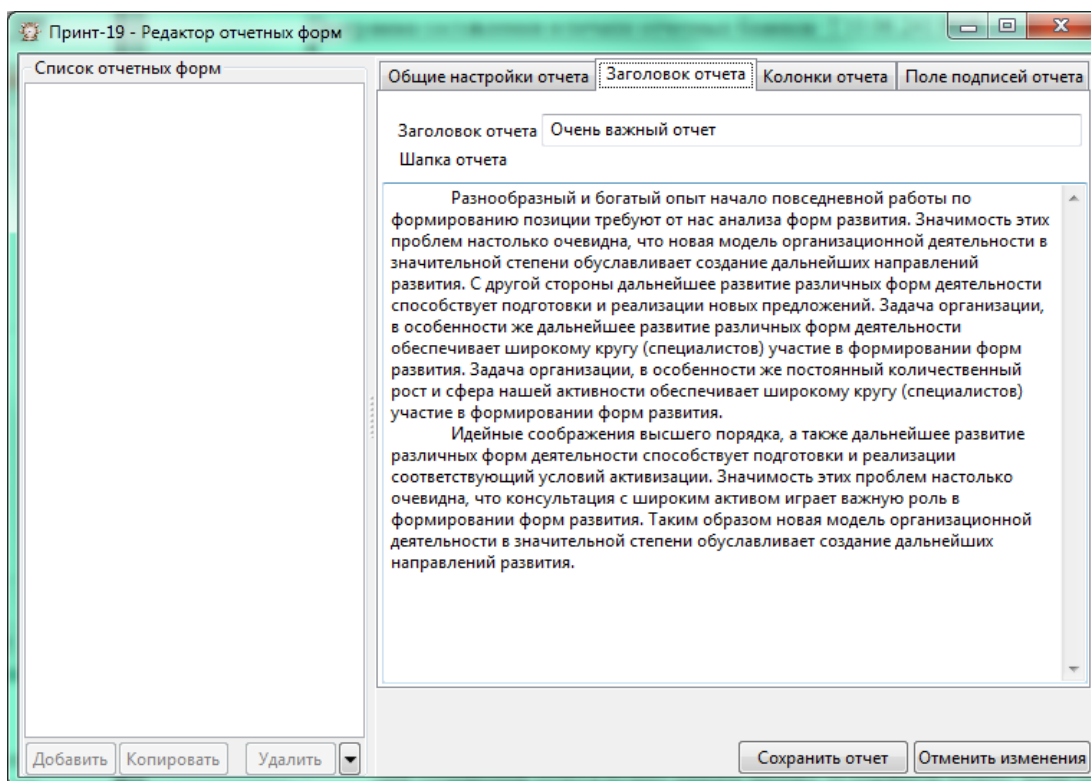 Принт-19 - Редактор отчетных форм
Список отчетных форм
Общие настройки отчета
Заголовок отчета
Колонки отчета
Поле подписей отчета
Заголовок отчета Очень важный отчет
Шапка отчета
Разнообразный и богатый опыт начало повседневной работы по
формированию позиции требуют от нас анализа форм развития. Значимость этих
проблем настолько очевидна, что новая модель организационной деятельности в
значительной степени обуславливает создание дальнейших направлений
развития. С другой стороны дальнейшее развитие различных форм деятельности
способствует подготовки и реализации новых предложений. Задача организации,
в особенности же дальнейшее развитие различных форм деятельности
обеспечивает широкому кругу (специалистов) участие в формировании форм
развития. Задача организации, в особенности же постоянный количественный
рост и сфера нашей активности обеспечивает широкому кругу (специалистов)
участие в формировании форм развития.
Идейные соображения высшего порядка, а также дальнейшее развитие
различных форм деятельности способствует подготовки и реализации
соответствующий условий активизации. Значимость этих проблем настолько
очевидна, что консультация с широким активом играет важную роль в
формировании форм развития. Таким образом новая модель организационной
деятельности в значительной степени обуславливает создание дальнейших
направлений развития.
Добавить
Копировать
Удалить
Сохранить отчет
Отменить изменения